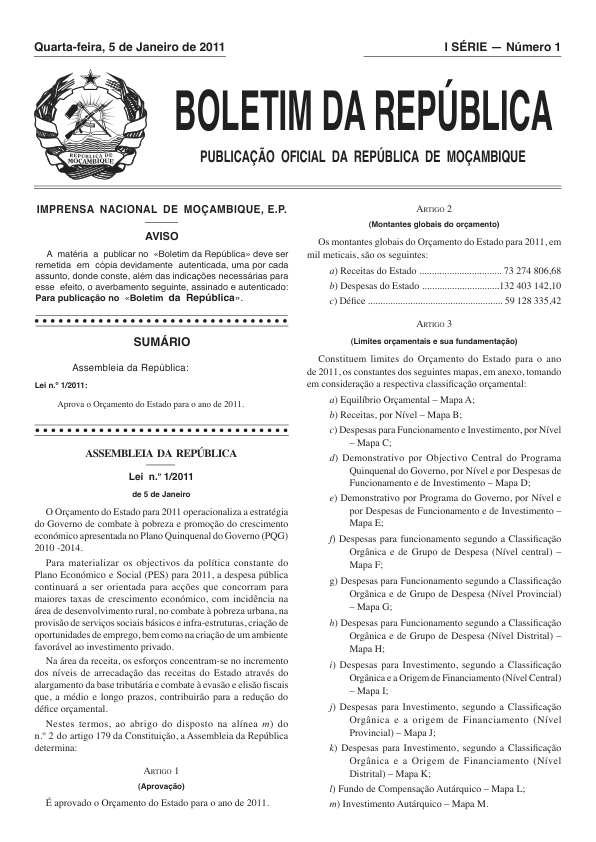 Quarta-feira, 5 de Janeiro de 2011
I SÉRIE — Número 1
REPÚBLICA DE
MOÇAMBIQUE
BOLETIM DA REPÚBLICA
PUBLICAÇÃO OFICIAL DA REPÚBLICA DE MOÇAMBIQUE
IMPRENSA NACIONAL DE MOÇAMBIQUE, E.P.
AVISO
A matéria a publicar no «Boletim da República» deve ser
remetida em cópia devidamente autenticada, uma por cada
assunto, donde conste, além das indicações necessárias para
esse efeito, o averbamento seguinte, assinado e autenticado:
Para publicação no «Boletim da República».
SUMÁRIO
Assembleia da República:
Lei n.º 1/2011:
Aprova o Orçamento do Estado para o ano de 2011.
ASSEMBLEIA DA REPÚBLICA
Lei n.º 1/2011
de 5 de Janeiro
O Orçamento do Estado para 2011 operacionaliza a estratégia
do Governo de combate à pobreza e promoção do crescimento
económico apresentada no Plano Quinquenal do Governo (PQG)
2010 -2014.
Para materializar os objectivos da política constante do
Plano Económico e Social (PES) para 2011, a despesa pública
continuará a ser orientada para acções que concorram para
maiores taxas de crescimento económico, com incidência na
área de desenvolvimento rural, no combate à pobreza urbana, na
provisão de serviços sociais básicos e infra-estruturas, criação de
oportunidades de emprego, bem como na criação de um ambiente
favorável ao investimento privado.
Na área da receita, os esforços concentram-se no incremento
dos níveis de arrecadação das receitas do Estado através do
alargamento da base tributária e combate à evasão e elisão fiscais
que, a médio e longo prazos, contribuirão para a redução do
défice orçamental.
Nestes termos, ao abrigo do disposto na alínea m) do
n.º 2 do artigo 179 da Constituição, a Assembleia da República
determina:
ARTIGO 1
(Aprovação)
É aprovado o Orçamento do Estado para o ano de 2011.
ARTIGO 2
(Montantes globais do orçamento)
Os montantes globais do Orçamento do Estado para 2011, em
mil meticais, são os seguintes:
a) Receitas do Estado ................................. 73 274 806,68
b) Despesas do Estado ...............................132 403 142,10
c) Défice ...................................................... 59 128 335,42
ARTIGO 3
(Limites orçamentais e sua fundamentação)
Constituem limites do Orçamento do Estado para o ano
de 2011, os constantes dos seguintes mapas, em anexo, tomando
em consideração a respectiva classificação orçamental:
a) Equilíbrio Orçamental – Mapa A;
b) Receitas, por Nível – Mapa B;
c) Despesas para Funcionamento e Investimento, por Nível
– Mapa C;
d) Demonstrativo por Objectivo Central do Programa
Quinquenal do Governo, por Nível e por Despesas de
Funcionamento e de Investimento – Mapa D;
e) Demonstrativo por Programa do Governo, por Nível e
por Despesas de Funcionamento e de Investimento –
Mapa E;
f) Despesas para funcionamento segundo a Classificação
Orgânica e de Grupo de Despesa (Nível central) –
Mapa F;
g) Despesas para Funcionamento segundo a Classificação
Orgânica e de Grupo de Despesa (Nível Provincial)
– Mapa G;
h) Despesas para Funcionamento segundo a Classificação
Orgânica e de Grupo de Despesa (Nível Distrital) –
Mapa H;
i) Despesas para Investimento, segundo a Classificação
Orgânica e a Origem de Financiamento (Nível Central)
– Mapa I;
j) Despesas para Investimento, segundo a Classificação
Orgânica e a origem de Financiamento (Nível
Provincial) – Mapa J;
k) Despesas para Investimento, segundo a Classificação
Orgânica e a Origem de Financiamento (Nível
Distrital) – Mapa K;
l) Fundo de Compensação Autárquico – Mapa L;
m) Investimento Autárquico – Mapa M.